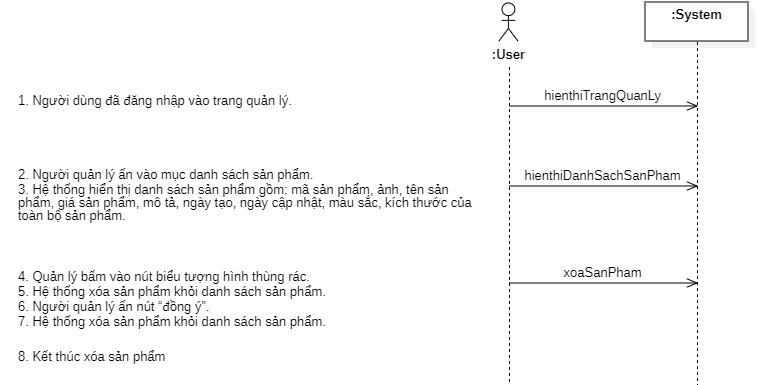 :System
:User
1. Người dùng đã đăng nhập vào trang quản lý.
hienthiTrangQuanLy
2. Người quản lý ấn vào mục danh sách sản phẩm.
hienthiDanhSachSanPham
3. Hệ thống hiển thị danh sách sản phẩm gồm: mã sản phẩm, ảnh, tên sản
phẩm, giá sản phẩm, mô tả, ngày tạo, ngày cập nhật, màu sắc, kích thước của
toàn bộ sản phẩm.
4. Quản lý bấm vào nút biểu tượng hình thùng rác.
xoaSanPham
5. Hệ thống xóa sản phẩm khỏi danh sách sản phẩm.
6. Người quản lý ấn nút “đồng ý”.
7. Hệ thống xóa sản phẩm khỏi danh sách sản phẩm.
8. Kết thúc xóa sản phẩm